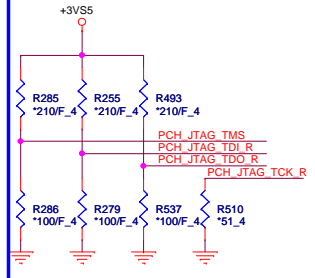 +3VS5
R285 R255 R493
*210/F_4 *210/F_4 *210/F_4
PCH_JTAG_TMS
PCH_JTAG_TDI_R
PCH_JTAG_TDO_R
PCH_JTAG_TCK_R
R286 R279 R537 R510
*100/F_4 *100/F_4 *100/F_4 *51_4